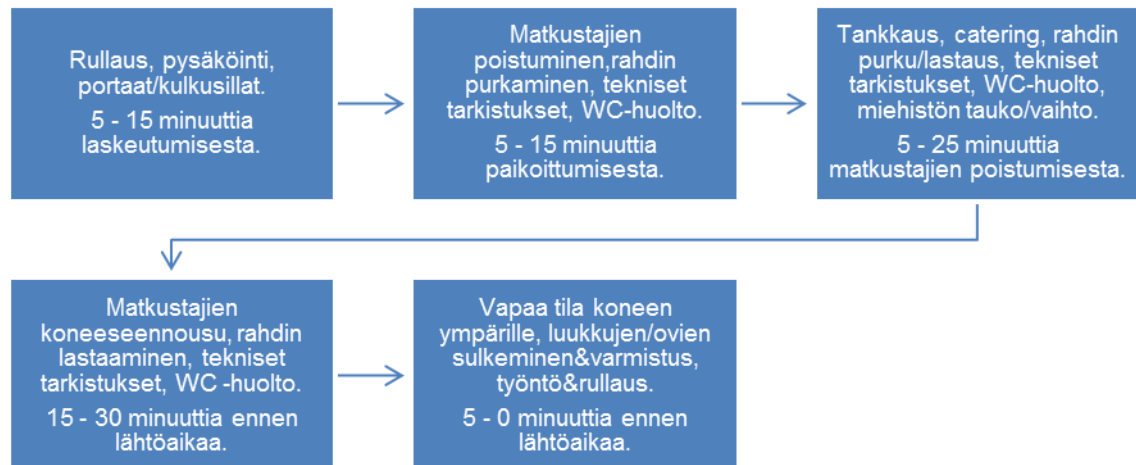 Rullaus, pysäköinti,
portaat/kulkusillat.
5 - 15 minuuttia
laskeutumisesta.
Matkustajien
poistuminen,rahdin
purkaminen, tekniset
tarkistukset, WC-huolto.
5 - 15 minuuttia
paikoittumisesta.
Tankkaus, catering, rahdin
purku/lastaus, tekniset
tarkistukset, WC-huolto,
miehistön tauko/vaihto.
5 - 25 minuuttia
matkustajien poistumisesta.
Matkustajien
koneeseennousu, rahdin
lastaaminen, tekniset
tarkistukset, WC -huolto.
15 - 30 minuuttia ennen
lähtöaikaa.
Vapaa tila koneen
ympärille, luukkujen/ovien
sulkeminen&varmistus,
työntö&rullaus.
5 - 0 minuuttia ennen
lähtöaikaa.